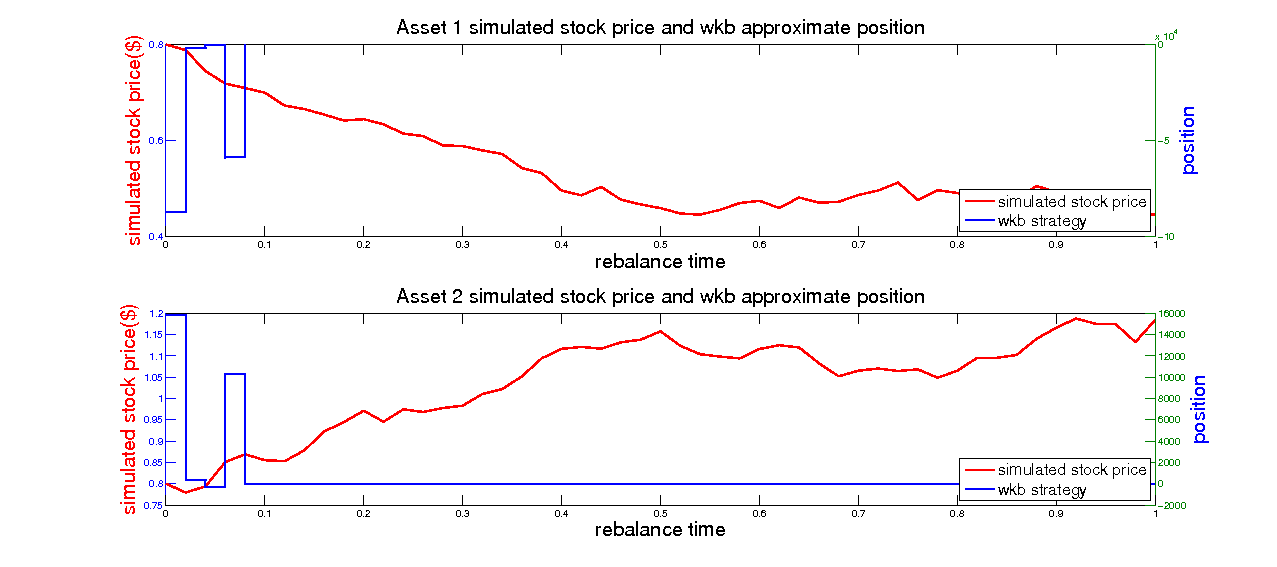 Asset 1 simulated stock price and wkb approximate position
simulated stock price($)
0.8
0.6
0.4
x 10^4
0
−5
−10
position
simulated stock price
wkb strategy
0 0.1 0.2 0.3 0.4 0.5 0.6 0.7 0.8 0.9 1
rebalance time
Asset 2 simulated stock price and wkb approximate position
simulated stock price($)
1.2
1.15
1.1
1.05
1
0.95
0.9
0.85
0.8
0.75
16000
14000
12000
10000
8000
6000
4000
2000
0
−2000
position
simulated stock price
wkb strategy
0 0.1 0.2 0.3 0.4 0.5 0.6 0.7 0.8 0.9 1
rebalance time